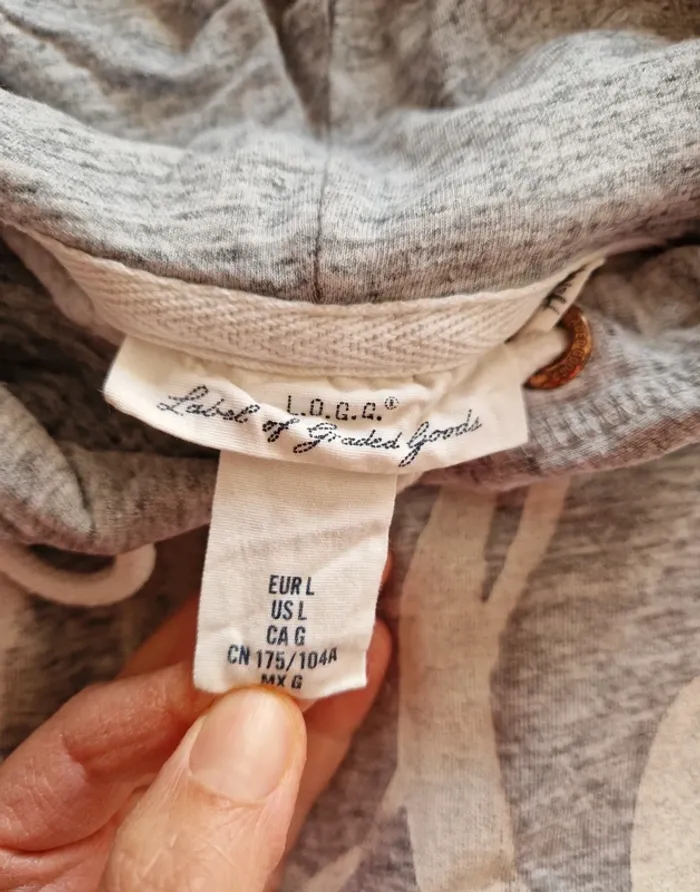 L.O.G.G.®
Label of Graded Goods
EUR L
US L
CA G
CN 175/104A
MX G